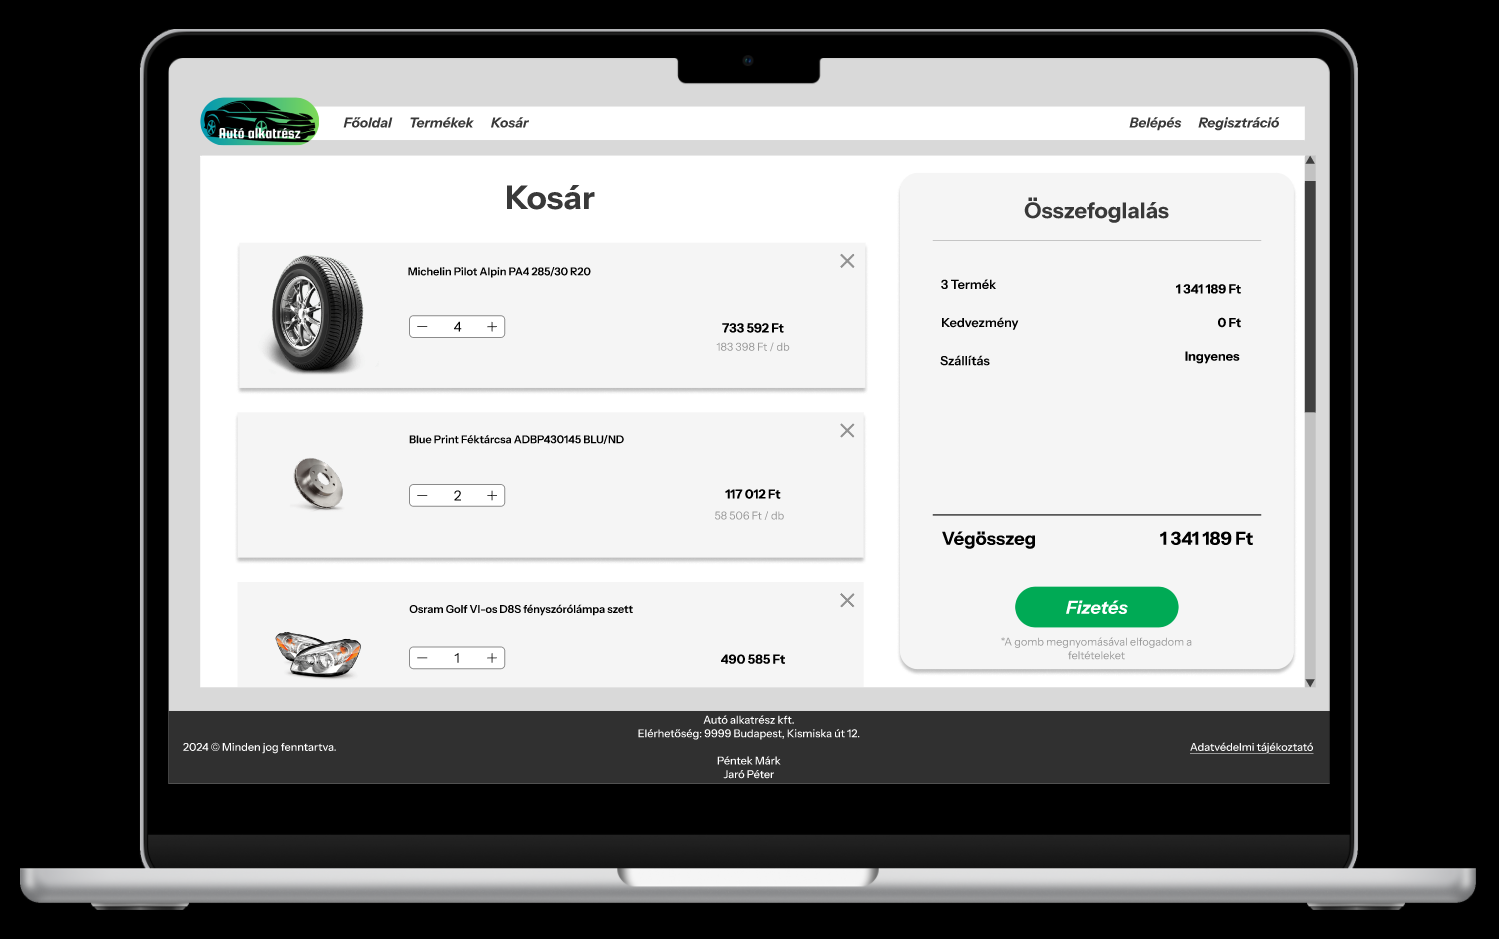 Autó alkatrész
Főoldal Termékek Kosár
Belépés Regisztráció
Kosár
Michelin Pilot Alpin PA4 285/30 R20
4
733 592 Ft
183 398 Ft / db
Blue Print Féktárcsa ADBP430145 BLU/ND
2
117 012 Ft
58 506 Ft / db
Osram Golf VI-os D8S fényszórólámpa szett
1
490 585 Ft
Összefoglalás
3 Termék 1 341 189 Ft
Kedvezmény 0 Ft
Szállítás Ingyenes
Végösszeg 1 341 189 Ft
Fizetés
*A gomb megnyomásával elfogadom a
feltételeket
2024 © Minden jog fenntartva.
Autó alkatrész kft.
Elérhetőség: 9999 Budapest, Kismiska út 12.
Péntek Márk
Jaró Péter
Adatvédelmi tájékoztató